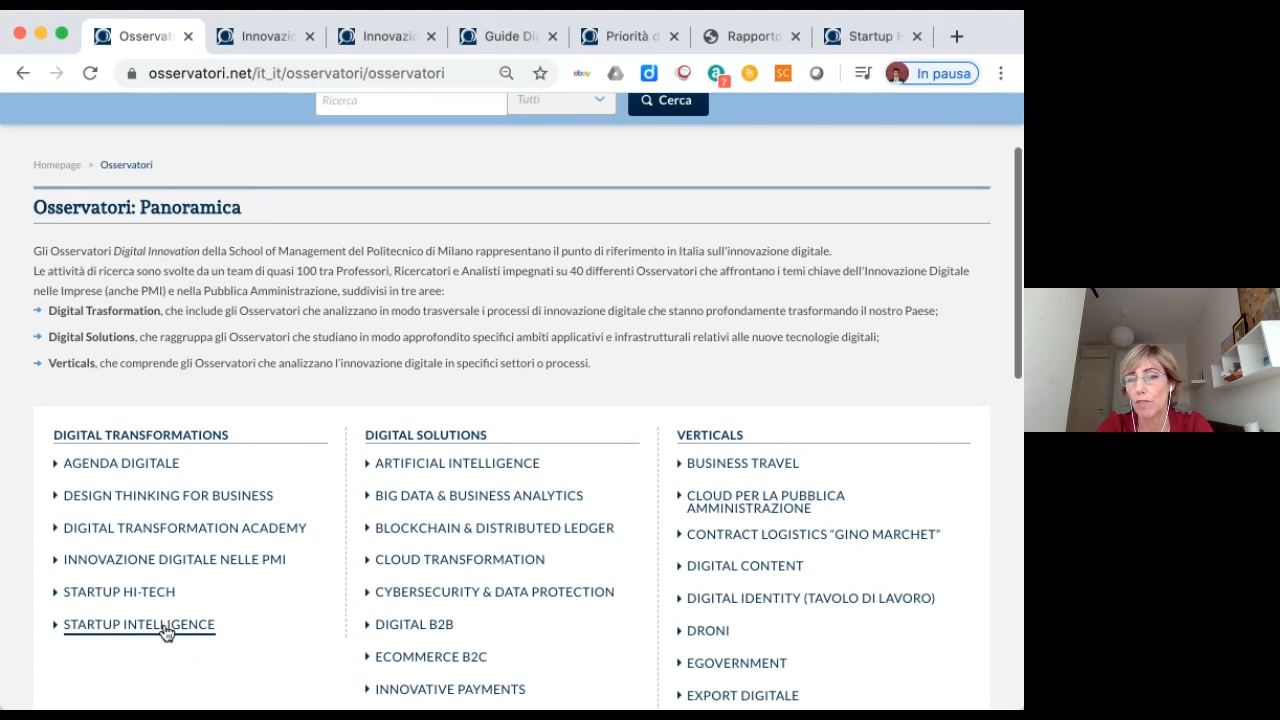 Osservat
Innovazi
Innovazi
Guide Di
Priorità d
Rapporto
Startup H
osservatori.net/it_it/osservatori/osservatori
ebay
7
SC
In pausa
Ricerca
Tutti
Cerca
Homepage > Osservatori
Osservatori: Panoramica
Gli Osservatori Digital Innovation della School of Management del Politecnico di Milano rappresentano il punto di riferimento in Italia sull'innovazione digitale.
Le attività di ricerca sono svolte da un team di quasi 100 tra Professori, Ricercatori e Analisti impegnati su 40 differenti Osservatori che affrontano i temi chiave dell'Innovazione Digitale
nelle Imprese (anche PMI) e nella Pubblica Amministrazione, suddivisi in tre aree:
Digital Trasformation, che include gli Osservatori che analizzano in modo trasversale i processi di innovazione digitale che stanno profondamente trasformando il nostro Paese;
Digital Solutions, che raggruppa gli Osservatori che studiano in modo approfondito specifici ambiti applicativi e infrastrutturali relativi alle nuove tecnologie digitali;
Verticals, che comprende gli Osservatori che analizzano l'innovazione digitale in specifici settori o processi.
DIGITAL TRANSFORMATIONS
AGENDA DIGITALE
DESIGN THINKING FOR BUSINESS
DIGITAL TRANSFORMATION ACADEMY
INNOVAZIONE DIGITALE NELLE PMI
STARTUP HI-TECH
STARTUP INTELLIGENCE
DIGITAL SOLUTIONS
ARTIFICIAL INTELLIGENCE
BIG DATA & BUSINESS ANALYTICS
BLOCKCHAIN & DISTRIBUTED LEDGER
CLOUD TRANSFORMATION
CYBERSECURITY & DATA PROTECTION
DIGITAL B2B
ECOMMERCE B2C
INNOVATIVE PAYMENTS
VERTICALS
BUSINESS TRAVEL
CLOUD PER LA PUBBLICA
AMMINISTRAZIONE
CONTRACT LOGISTICS “GINO MARCHET”
DIGITAL CONTENT
DIGITAL IDENTITY (TAVOLO DI LAVORO)
DRONI
EGOVERNMENT
EXPORT DIGITALE